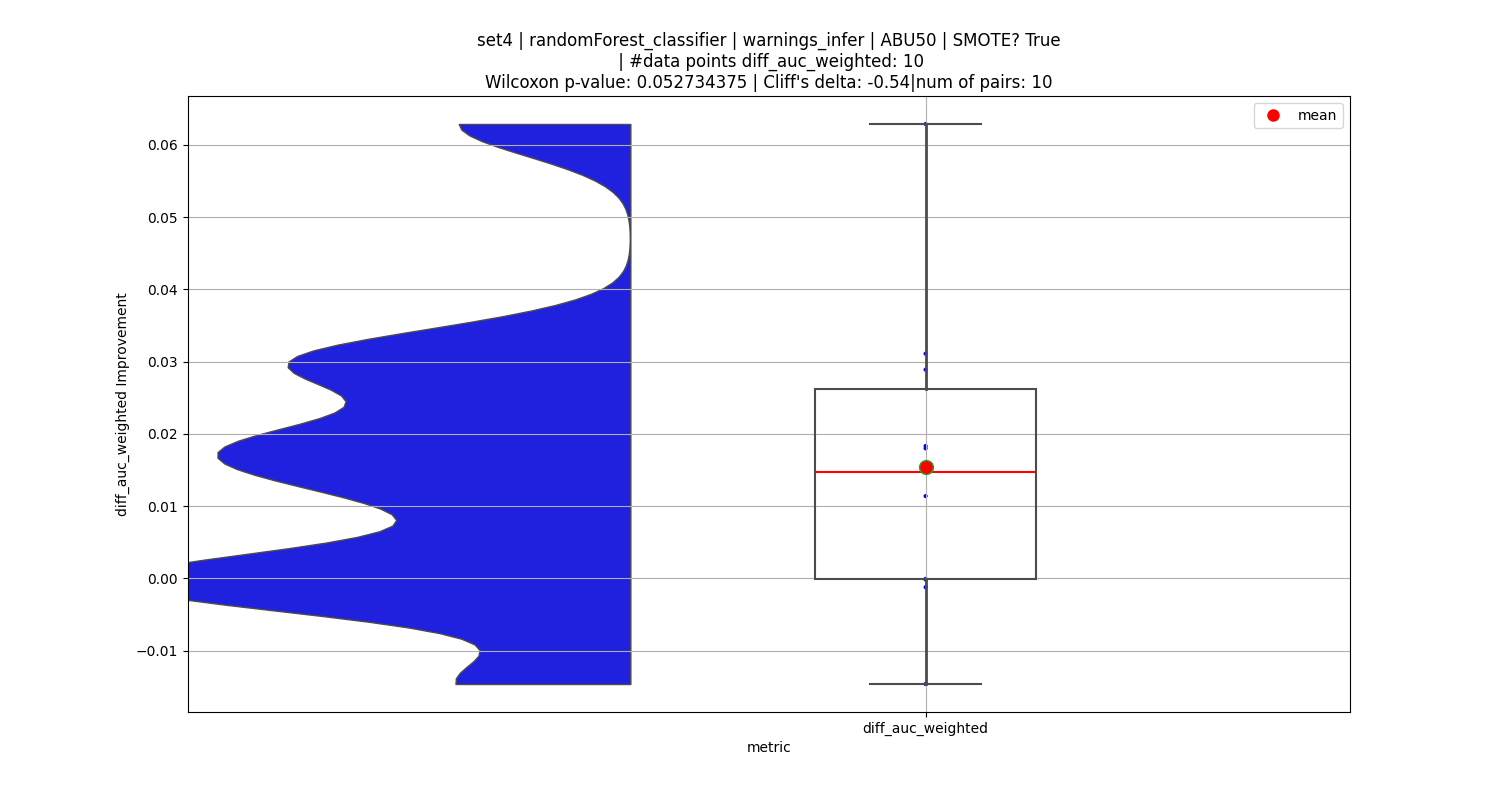 set4 | randomForest_classifier | warnings_infer | ABU50 | SMOTE? True
| #data points diff_auc_weighted: 10
Wilcoxon p-value: 0.052734375 | Cliff's delta: -0.54|num of pairs: 10
mean
0.06
0.05
0.04
0.03
0.02
0.01
0.00
−0.01
diff_auc_weighted Improvement
diff_auc_weighted
metric